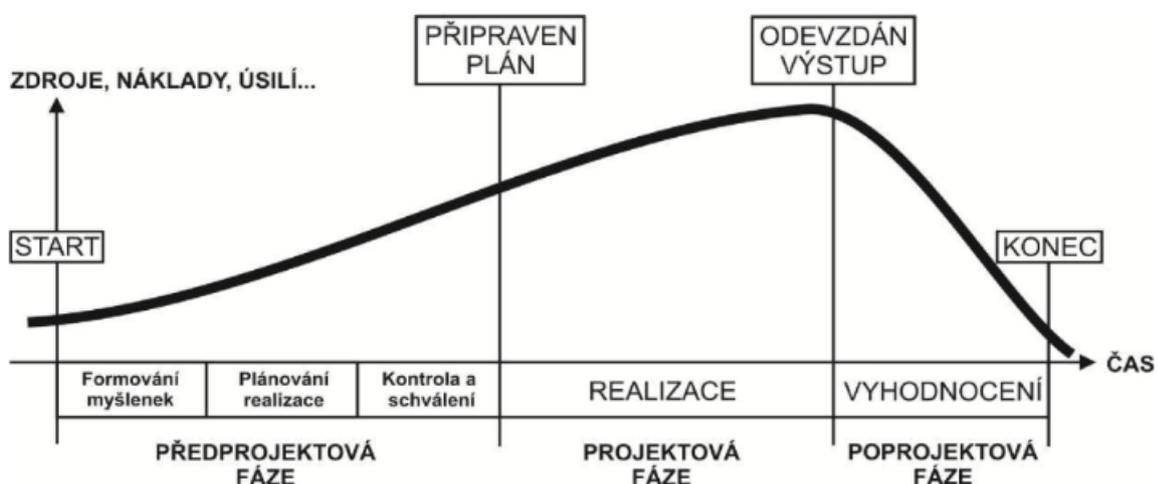 PŘIPRAVEN
PLÁN
ODEVZDÁN
VÝSTUP
ZDROJE, NÁKLADY, ÚSILÍ...
START
KONEC
ČAS
Formování
myšlenek
Plánování
realizace
Kontrola a
schválení
REALIZACE
VYHODNOCENÍ
PŘEDPROJEKTOVÁ
FÁZE
PROJEKTOVÁ
FÁZE
POPROJEKTOVÁ
FÁZE